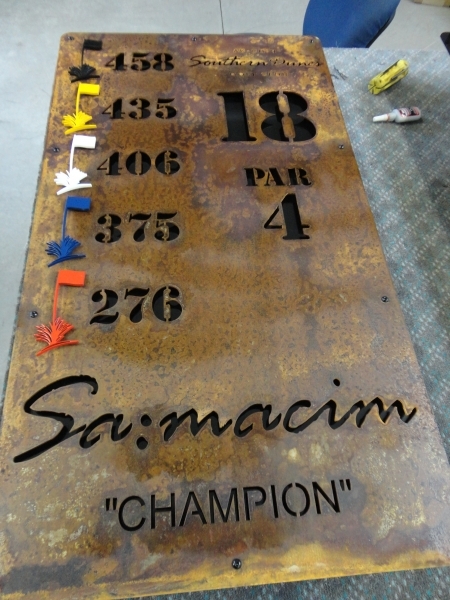 Southern Dunes
18
PAR
4
458
435
406
375
276
Sa:macim
"CHAMPION"